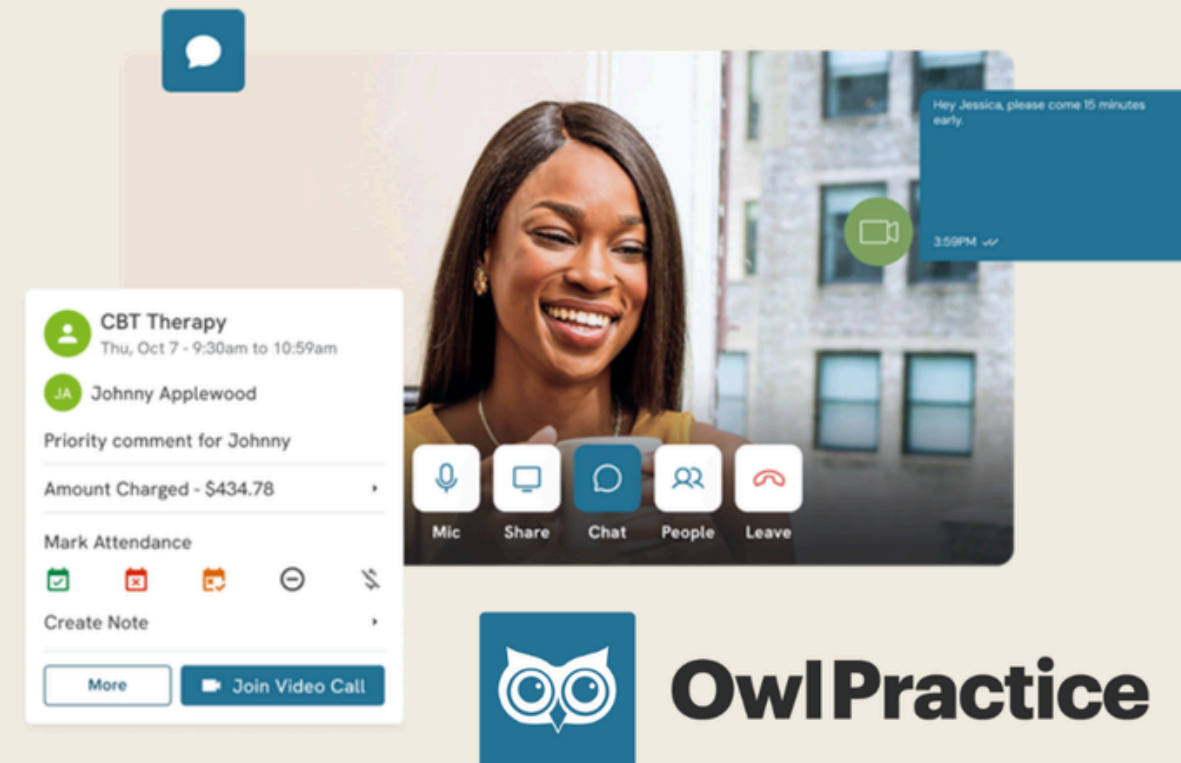 Hey Jessica, please come 15 minutes
early.
3:59PM
CBT Therapy
Thu, Oct 7 - 9:30am to 10:59am
JA
Johnny Applewood
Priority comment for Johnny
Amount Charged - $434.78
Mark Attendance
Create Note
More
Join Video Call
Mic
Share
Chat
People
Leave
OwlPractice